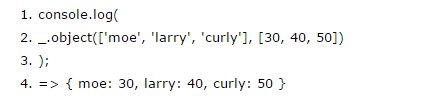 1. console.log(
2. _.object(['moe', 'larry', 'curly'], [30, 40, 50])
3. );
4. => { moe: 30, larry: 40, curly: 50 }